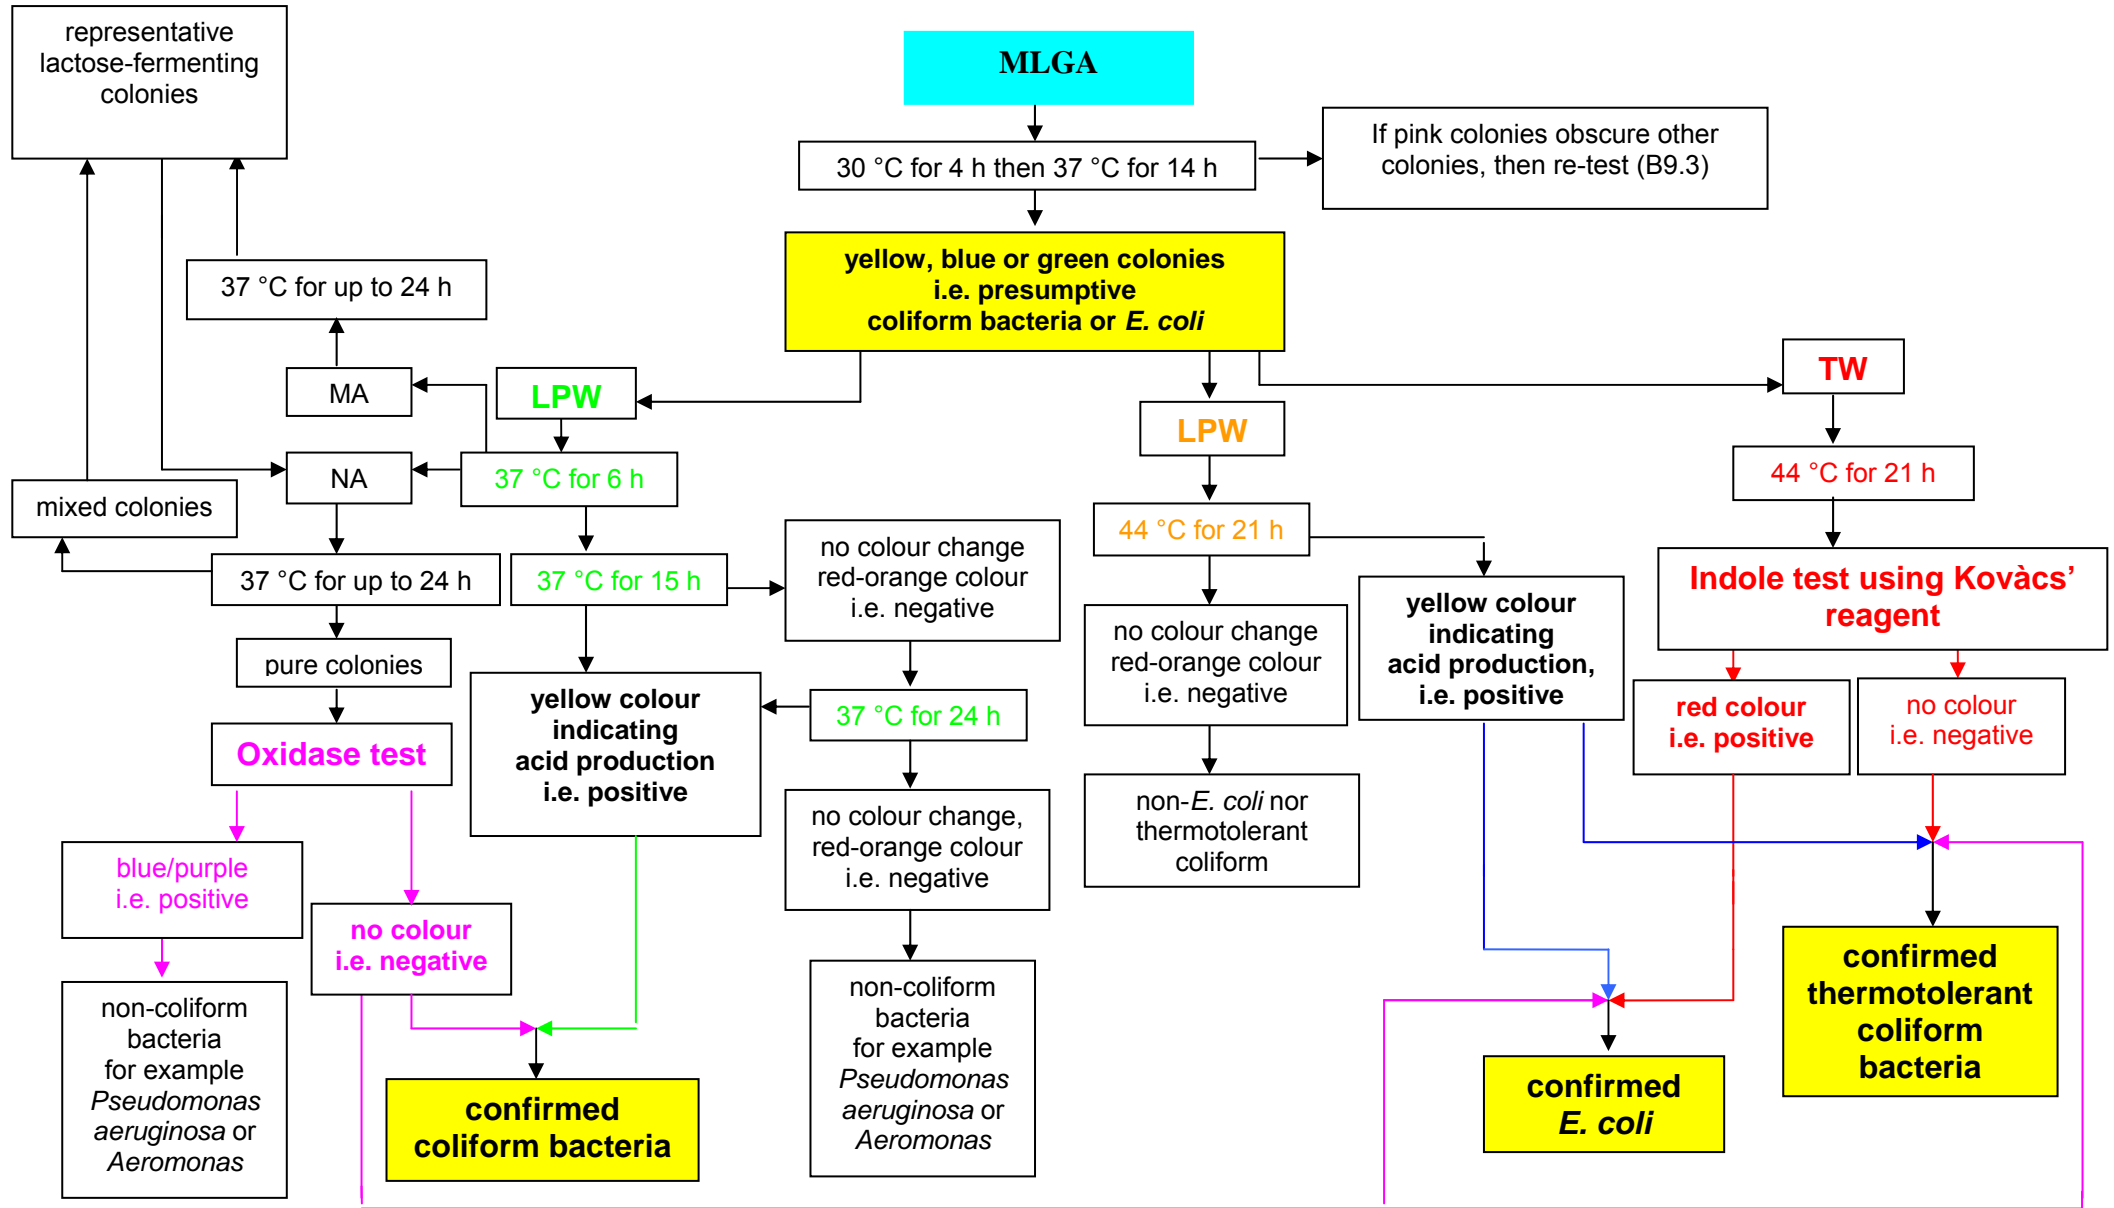 representative
lactose-fermenting
colonies
MLGA
30 °C for 4 h then 37 °C for 14 h
If pink colonies obscure other
colonies, then re-test (B9.3)
yellow, blue or green colonies
i.e. presumptive
coliform bacteria or E. coli
37 °C for up to 24 h
MA
LPW
LPW
TW
NA
37 °C for 6 h
44 °C for 21 h
mixed colonies
37 °C for up to 24 h
37 °C for 15 h
no colour change
red-orange colour
i.e. negative
44 °C for 21 h
Indole test using Kovàcs’
reagent
pure colonies
yellow colour
indicating
acid production
i.e. positive
37 °C for 24 h
no colour change
red-orange colour
i.e. negative
yellow colour
indicating
acid production,
i.e. positive
red colour
i.e. positive
no colour
i.e. negative
Oxidase test
no colour change,
red-orange colour
i.e. negative
non-E. coli nor
thermotolerant
coliform
blue/purple
i.e. positive
no colour
i.e. negative
non-coliform
bacteria
for example
Pseudomonas
aeruginosa or
Aeromonas
confirmed
coliform bacteria
non-coliform
bacteria
for example
Pseudomonas
aeruginosa or
Aeromonas
confirmed
E. coli
confirmed
thermotolerant
coliform
bacteria